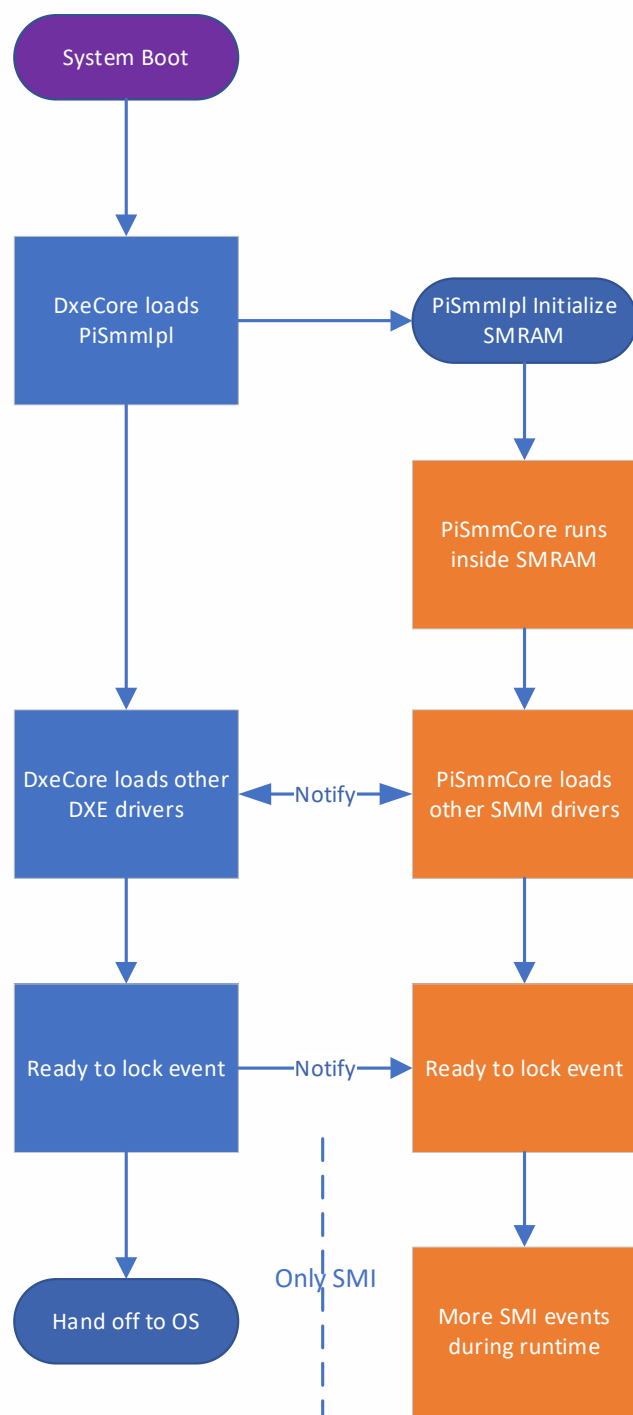 System Boot
DxeCore loads
PiSmmIpl
PiSmmIpl Initialize
SMRAM
PiSmmCore runs
inside SMRAM
DxeCore loads other
DXE drivers
Notify
PiSmmCore loads
other SMM drivers
Ready to lock event
Notify
Ready to lock event
Only SMI
Hand off to OS
More SMI events
during runtime